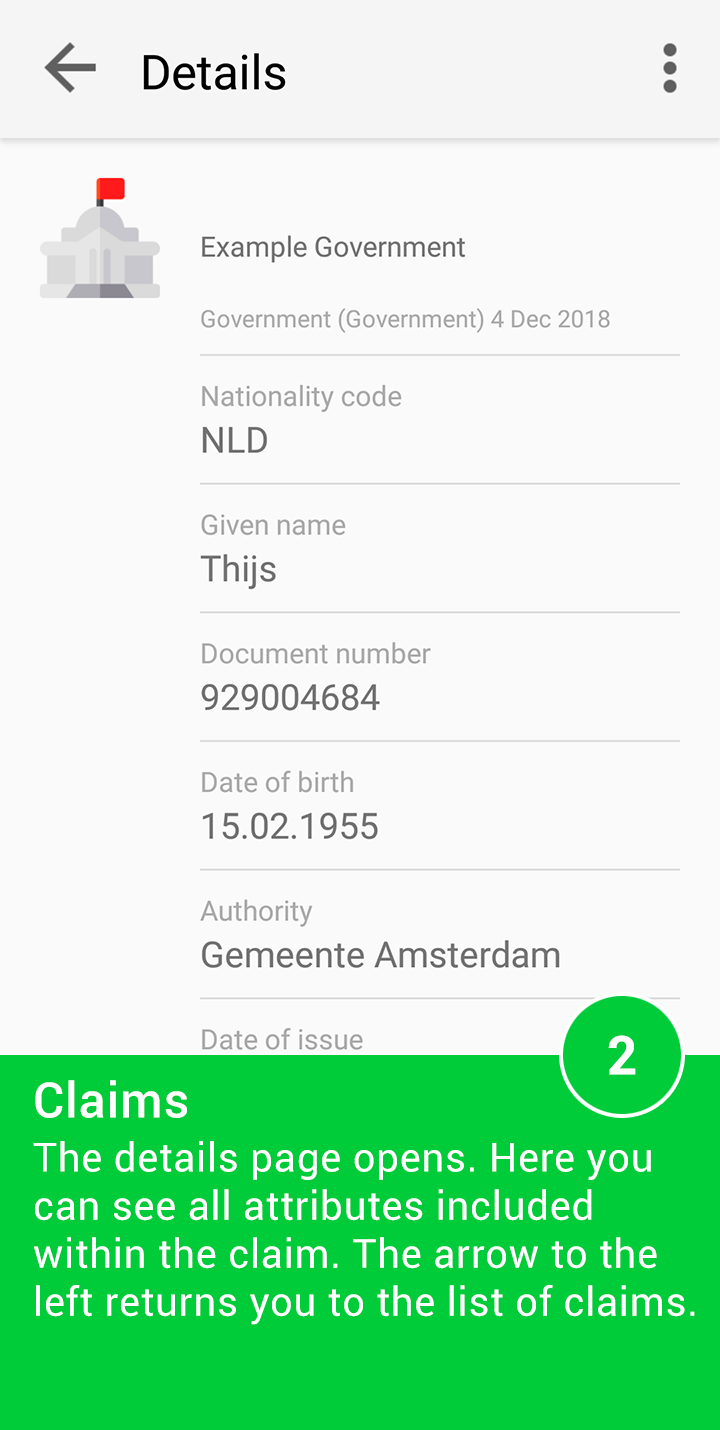 Details
Example Government
Government (Government) 4 Dec 2018
Nationality code
NLD
Given name
Thijs
Document number
929004684
Date of birth
15.02.1955
Authority
Gemeente Amsterdam
Date of issue
2
Claims
The details page opens. Here you
can see all attributes included
within the claim. The arrow to the
left returns you to the list of claims.